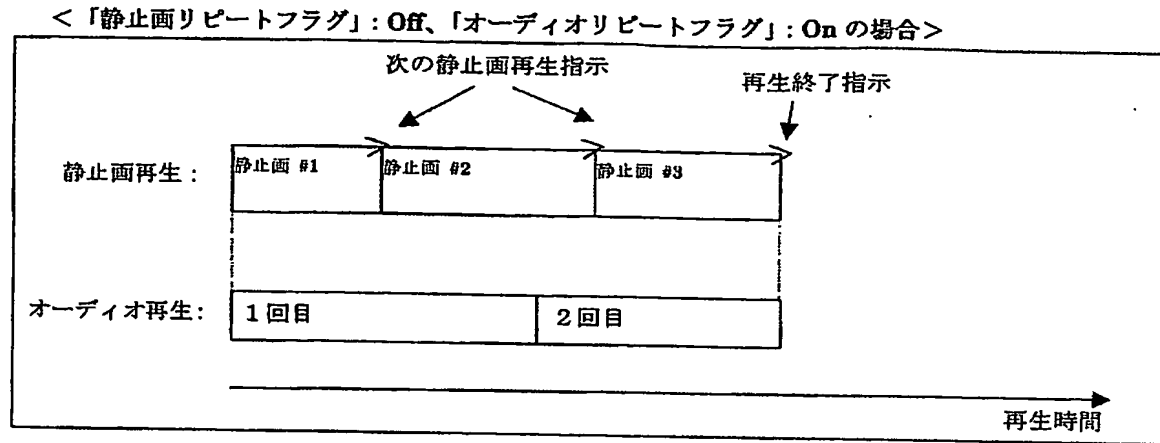 ＜「静止画リピートフラグ」: Off、「オーディオリピートフラグ」: On の場合＞
次の静止画再生指示
再生終了指示
静止画再生：
静止画 #1
静止画 #2
静止画 #3
オーディオ再生：
１回目
２回目
再生時間